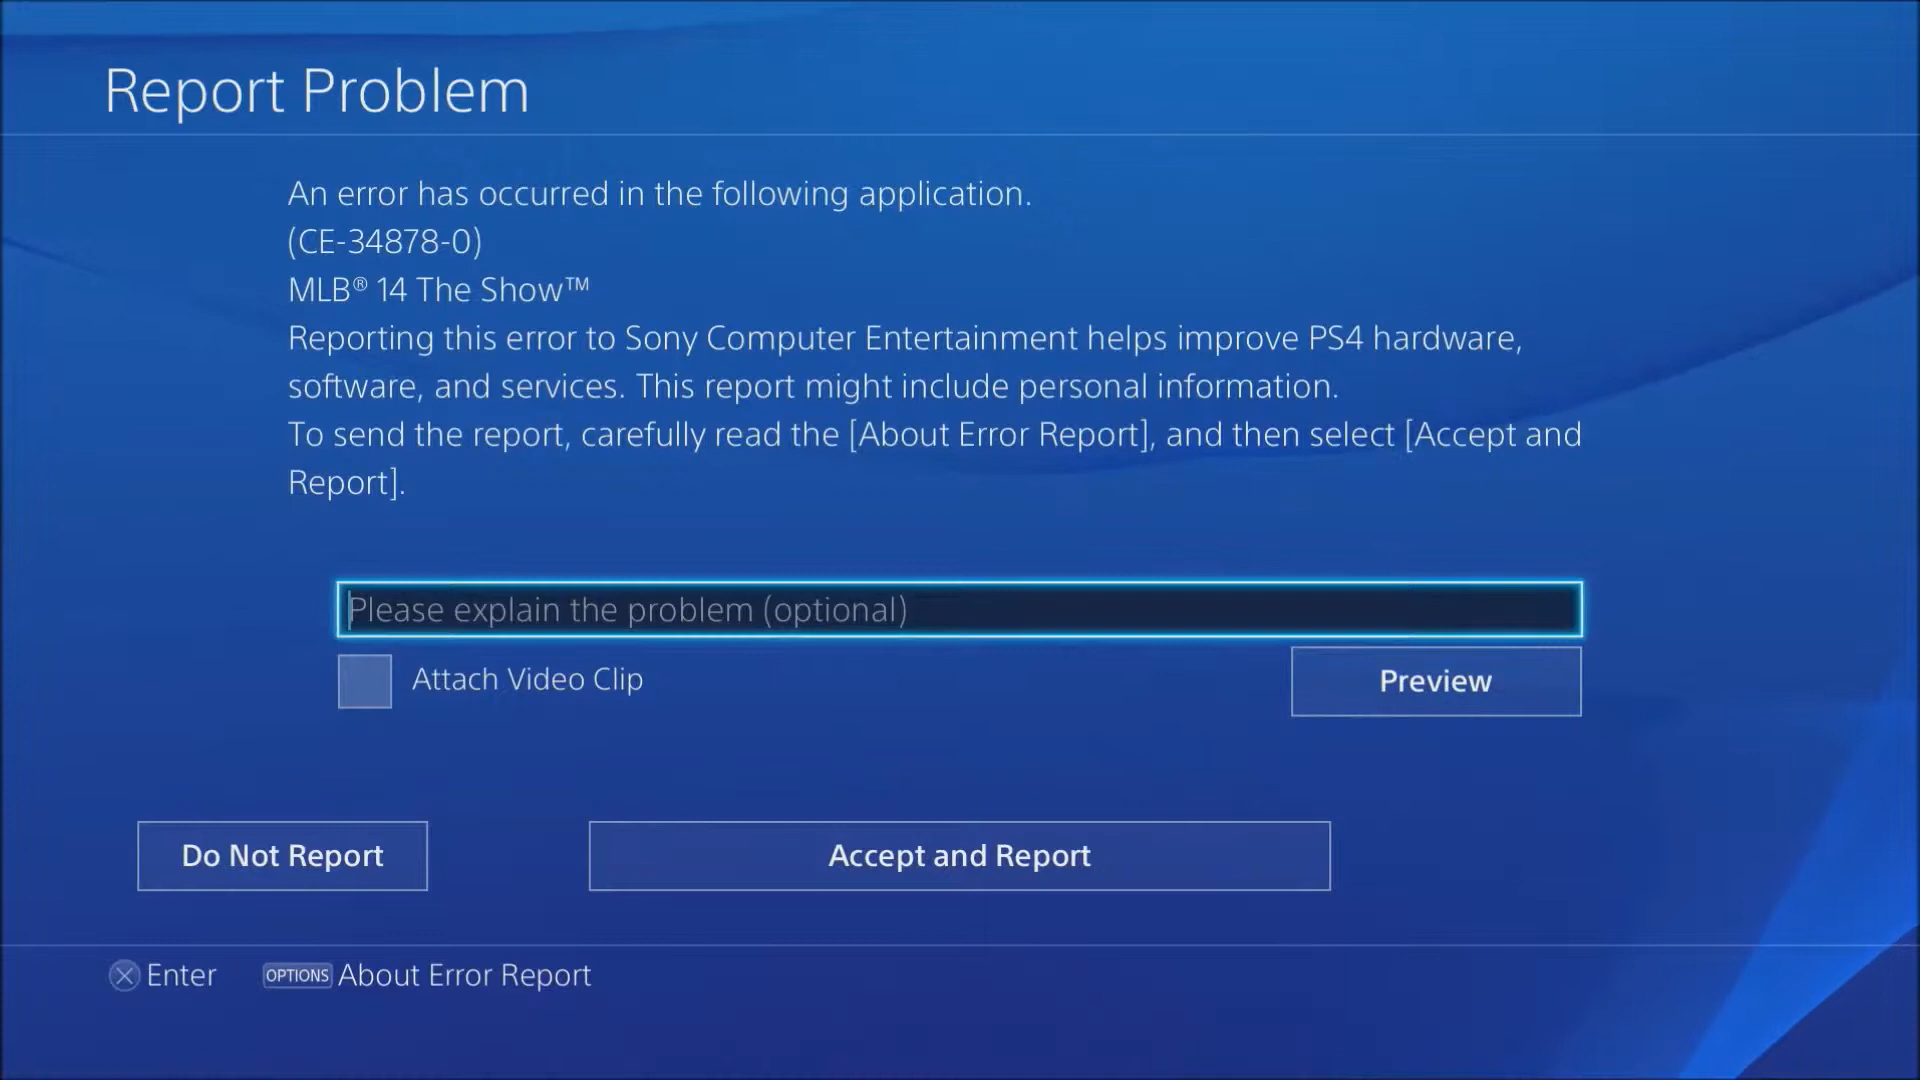 Report Problem
An error has occurred in the following application.
(CE-34878-0)
MLB® 14 The Show™
Reporting this error to Sony Computer Entertainment helps improve PS4 hardware,
software, and services. This report might include personal information.
To send the report, carefully read the [About Error Report], and then select [Accept and
Report].
Please explain the problem (optional)
Attach Video Clip
Preview
Do Not Report
Accept and Report
Enter
OPTIONS About Error Report